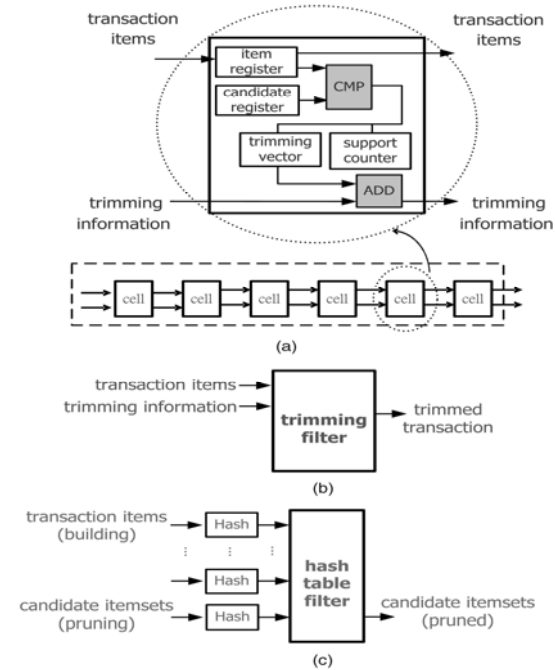 transaction items
transaction items
item register
candidate register
CMP
trimming vector
support counter
ADD
trimming information
trimming information
cell cell cell cell cell cell
(a)
transaction items
trimming information
trimming filter
trimmed transaction
(b)
transaction items (building)
Hash
Hash
candidate itemsets (pruning)
Hash
hash table filter
candidate itemsets (pruned)
(c)